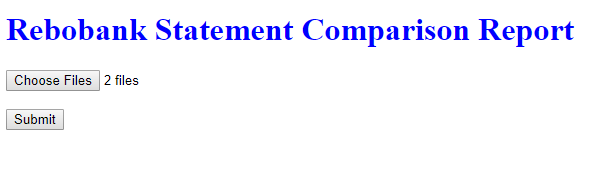 Rebobank Statement Comparison Report
Choose Files 2 files
Submit